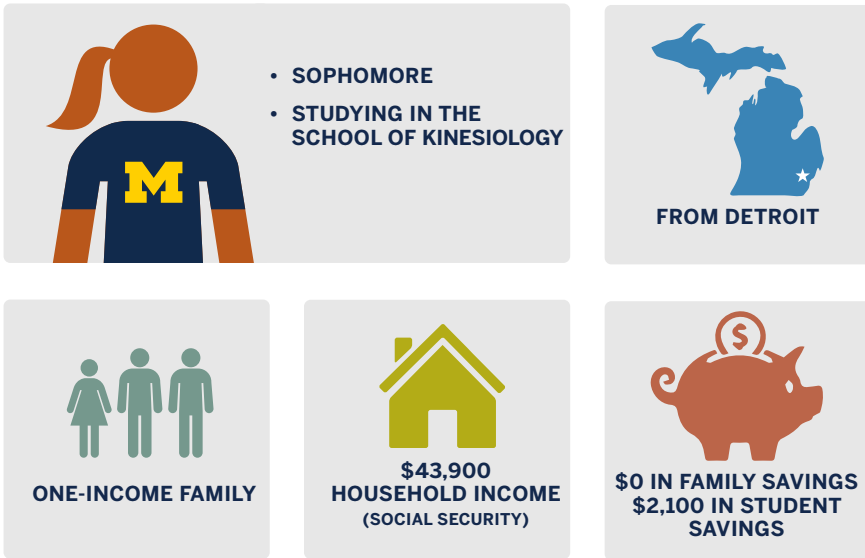 M
• SOPHOMORE
• STUDYING IN THE
SCHOOL OF KINESIOLOGY
FROM DETROIT
ONE-INCOME FAMILY
$43,900
HOUSEHOLD INCOME
(SOCIAL SECURITY)
$
$0 IN FAMILY SAVINGS
$2,100 IN STUDENT
SAVINGS